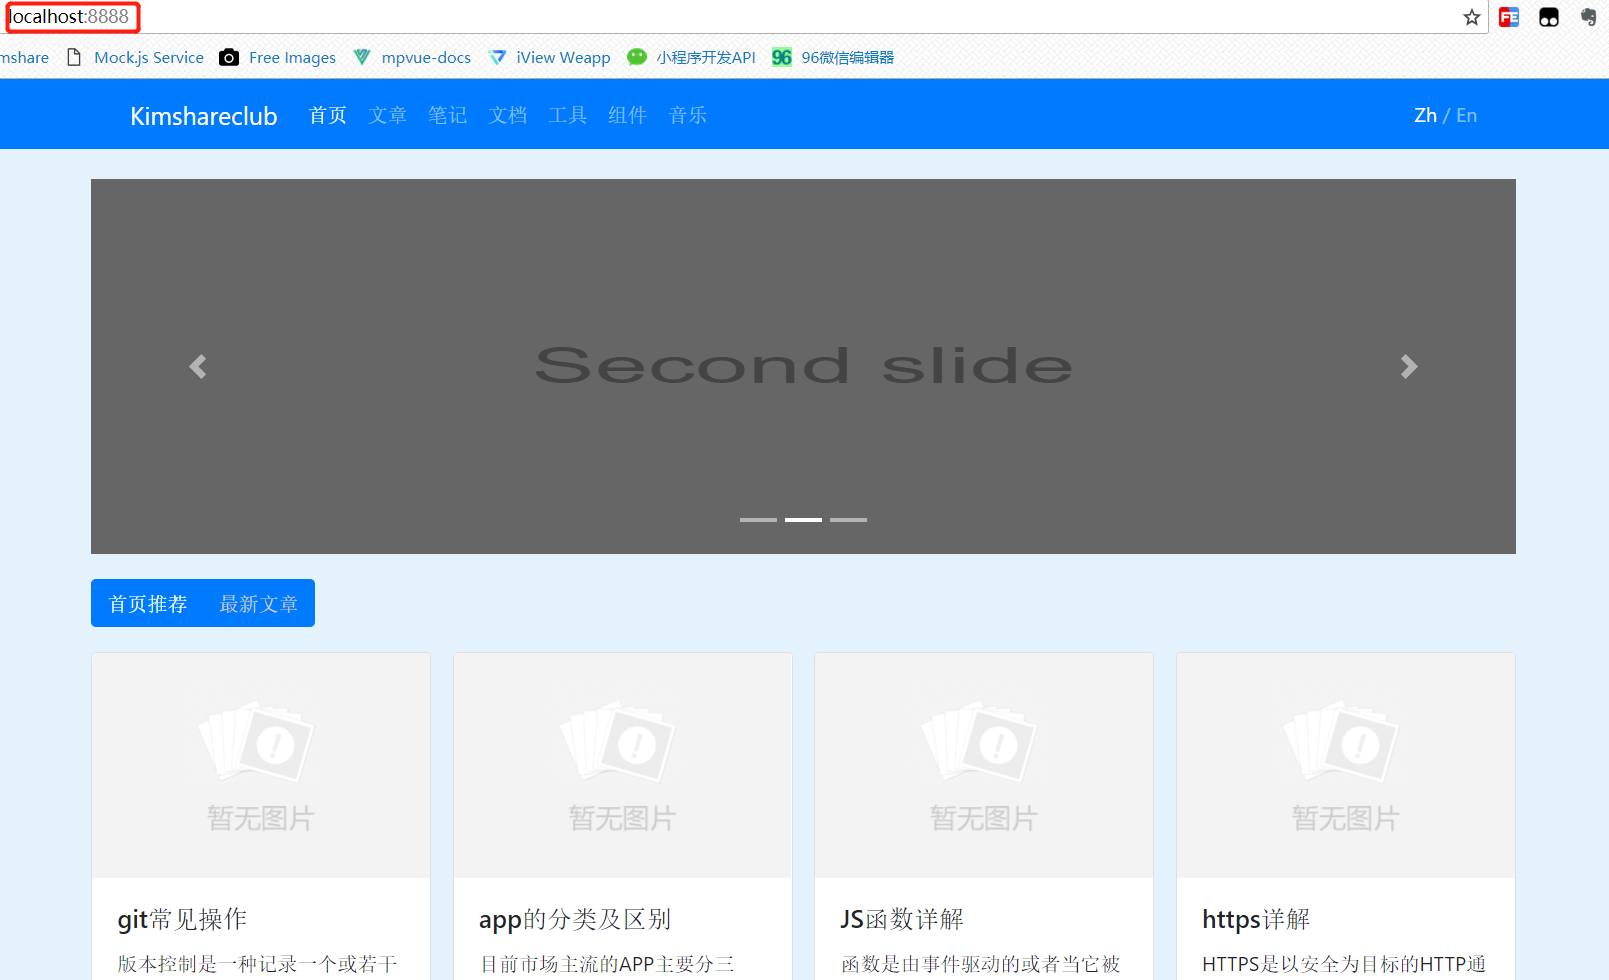 localhost:8888
mshare Mock.js Service Free Images mpvue-docs iView Weapp 小程序开发API 96 96微信编辑器
FE
Kimshareclub 首页 文章 笔记 文档 工具 组件 音乐 Zh / En
Second slide
首页推荐 最新文章
暂无图片 暂无图片 暂无图片 暂无图片
git常见操作 app的分类及区别 JS函数详解 https详解
版本控制是一种记录一个或若干 目前市场主流的APP主要分三 函数是由事件驱动的或者当它被 HTTPS是以安全为目标的HTTP通